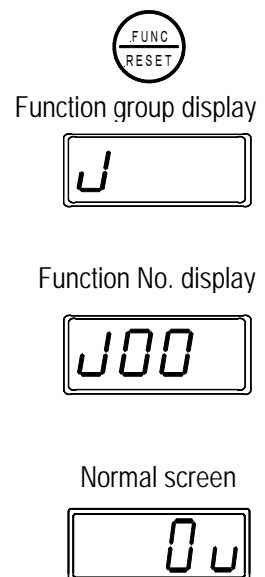 FUNC
RESET
Function group display
J
Function No. display
J00
Normal screen
0u